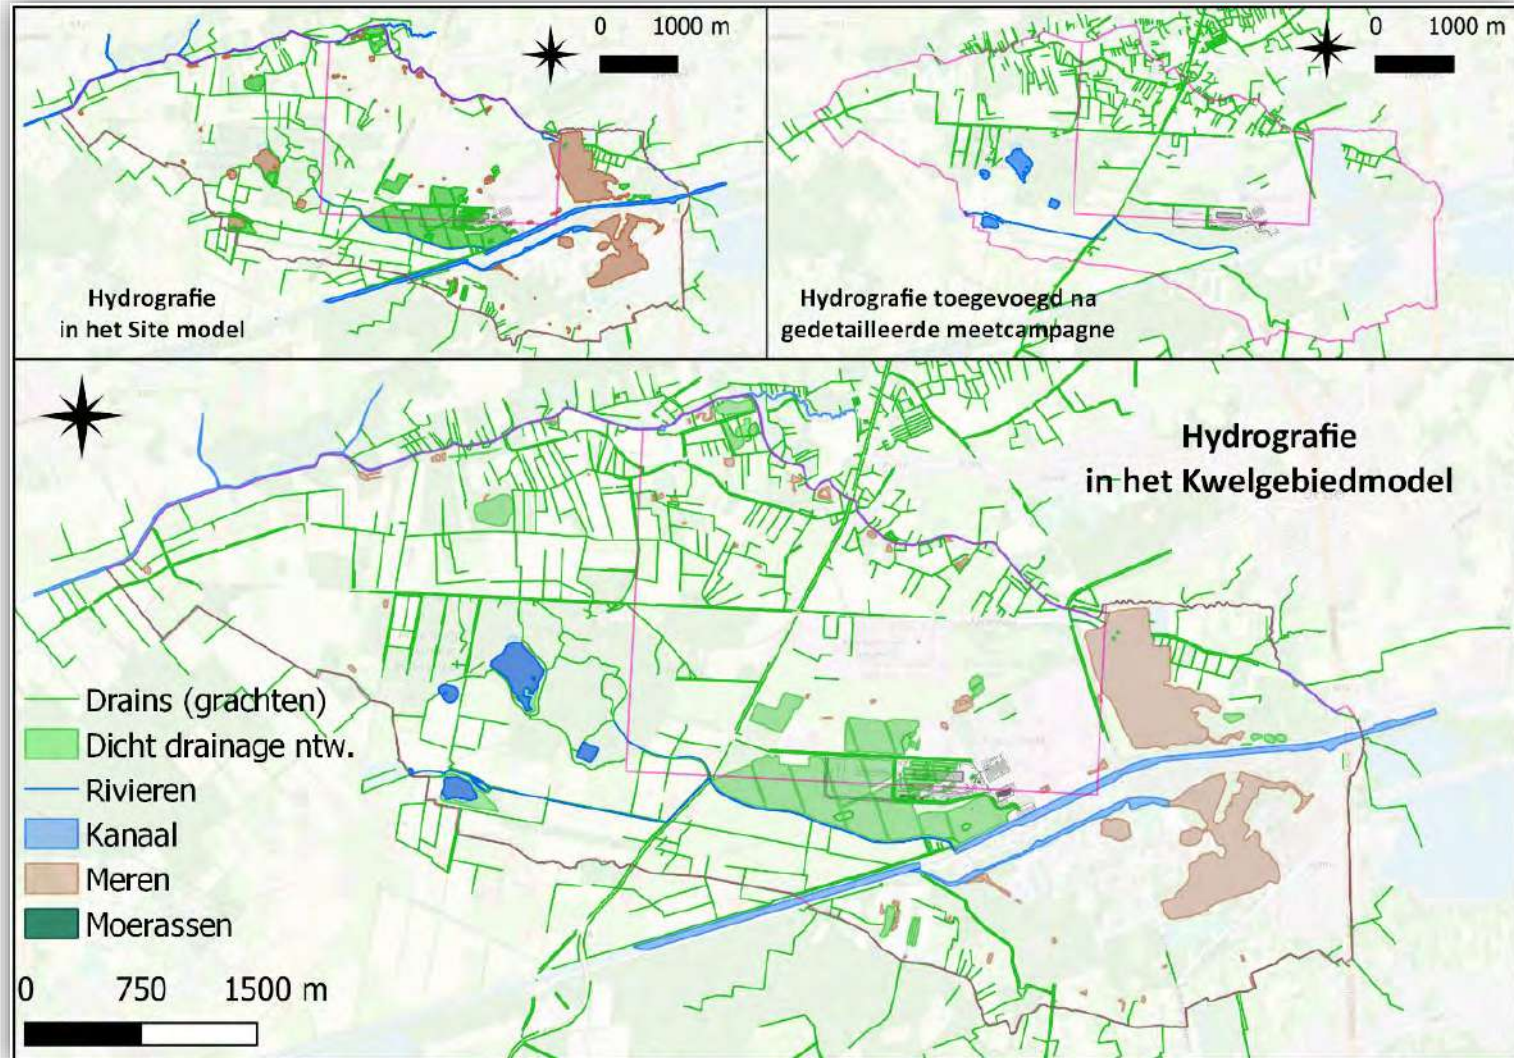 0 1000 m
Hydrografie
in het Site model
0 1000 m
Hydrografie toegevoegd na
gedetailleerde meetcampagne
Hydrografie
in het Kwelgebiedmodel
Drains (grachten)
Dicht drainage ntw.
Rivieren
Kanaal
Meren
Moerassen
0 750 1500 m